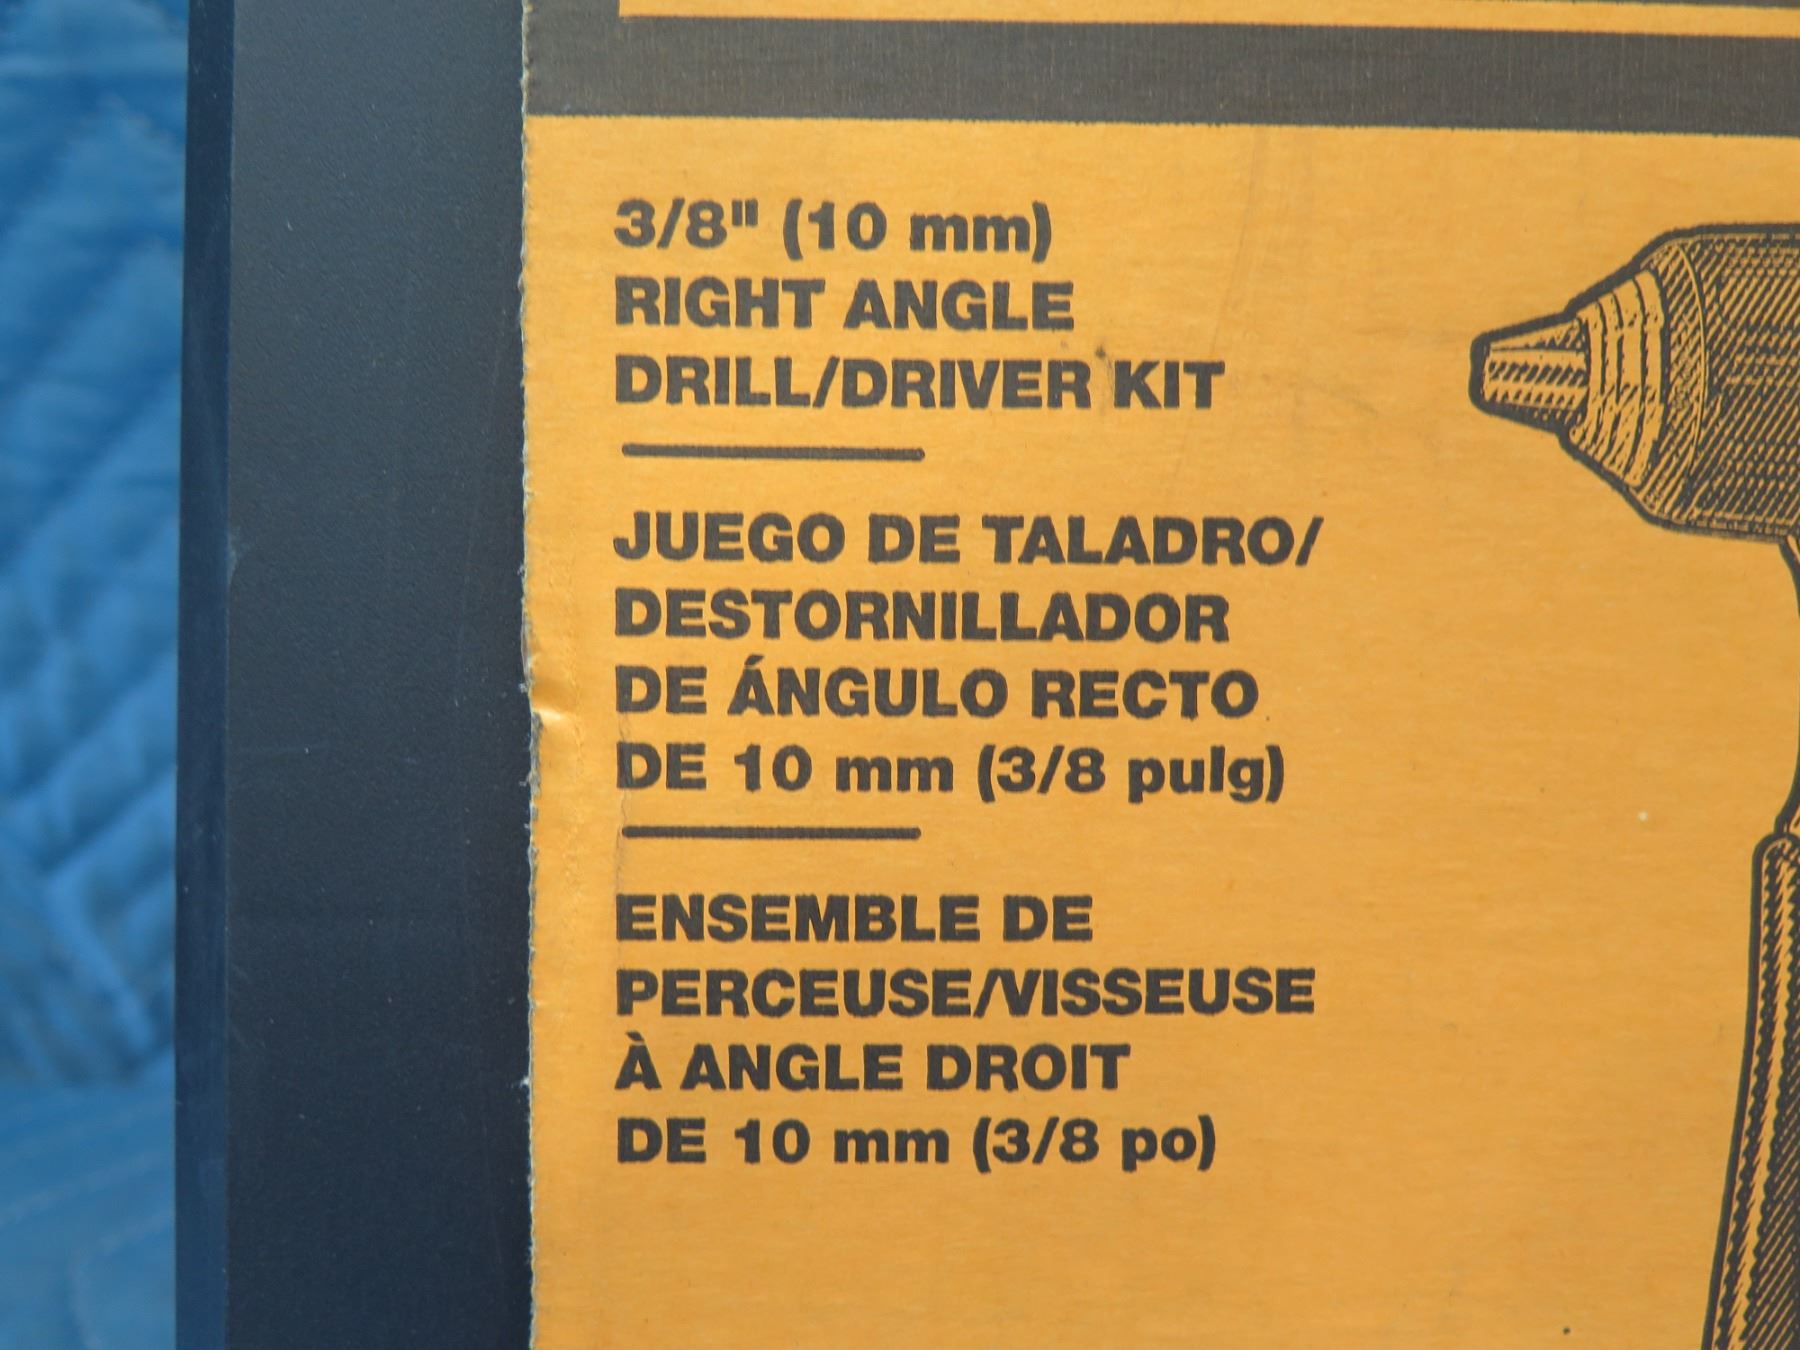 3/8" (10 mm)
RIGHT ANGLE
DRILL/DRIVER KIT
JUEGO DE TALADRO/
DESTORNILLADOR
DE ÁNGULO RECTO
DE 10 mm (3/8 pulg)
ENSEMBLE DE
PERCEUSE/VISSEUSE
À ANGLE DROIT
DE 10 mm (3/8 po)